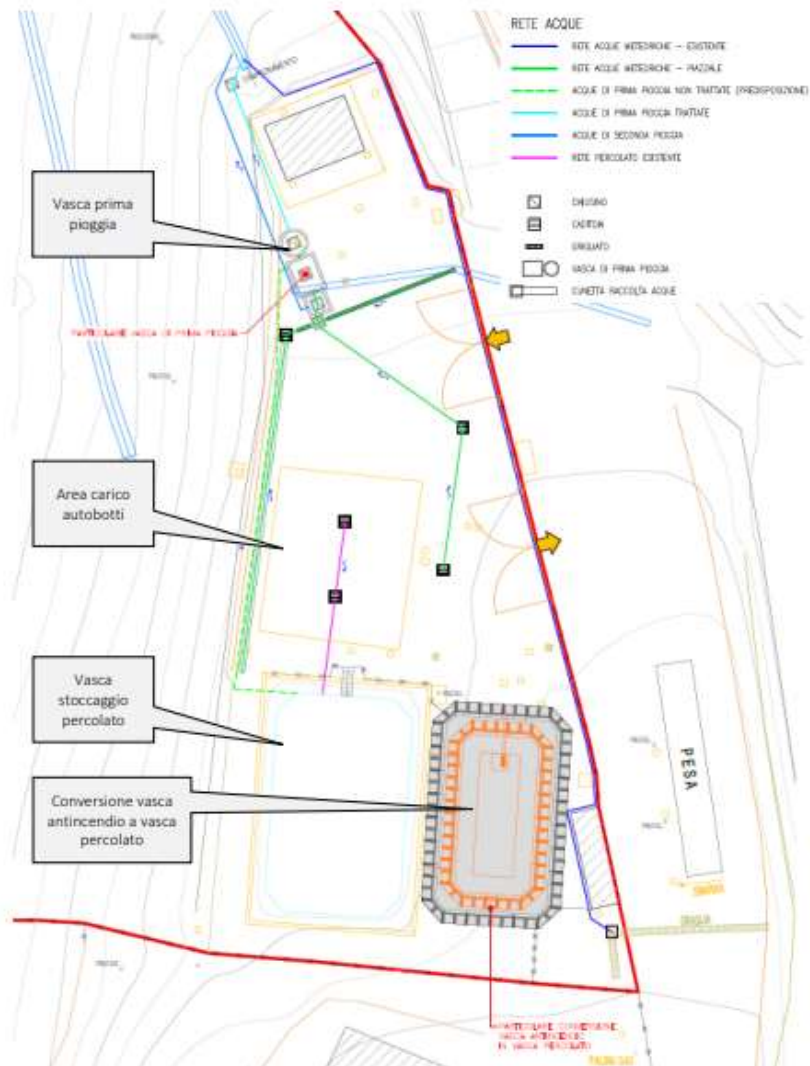 RETE ACQUE
RETE ACQUE METEORICHE – ESISTENTE
RETE ACQUE METEORICHE – PIAZZALE
ACQUE DI PRIMA PIOGGIA NON TRATTATE (PREDISPOSIZIONE)
ACQUE DI PRIMA PIOGGIA TRATTATE
ACQUE DI SECONDA PIOGGIA
RETE PERCOLATO ESISTENTE
CHIUSINO
CADITOIA
GRIGLIATO
VASCA DI PRIMA PIOGGIA
CUNETTA RACCOLTA ACQUE
Vasca prima
pioggia
PARTICOLARE VASCA DI PRIMA PIOGGIA
Area carico
autobotti
Vasca
stoccaggio
percolato
Conversione vasca
antincendio a vasca
percolato
PESA
PARTICOLARE CONVERSIONE
VASCA ANTINCENDIO
IN VASCA PERCOLATO